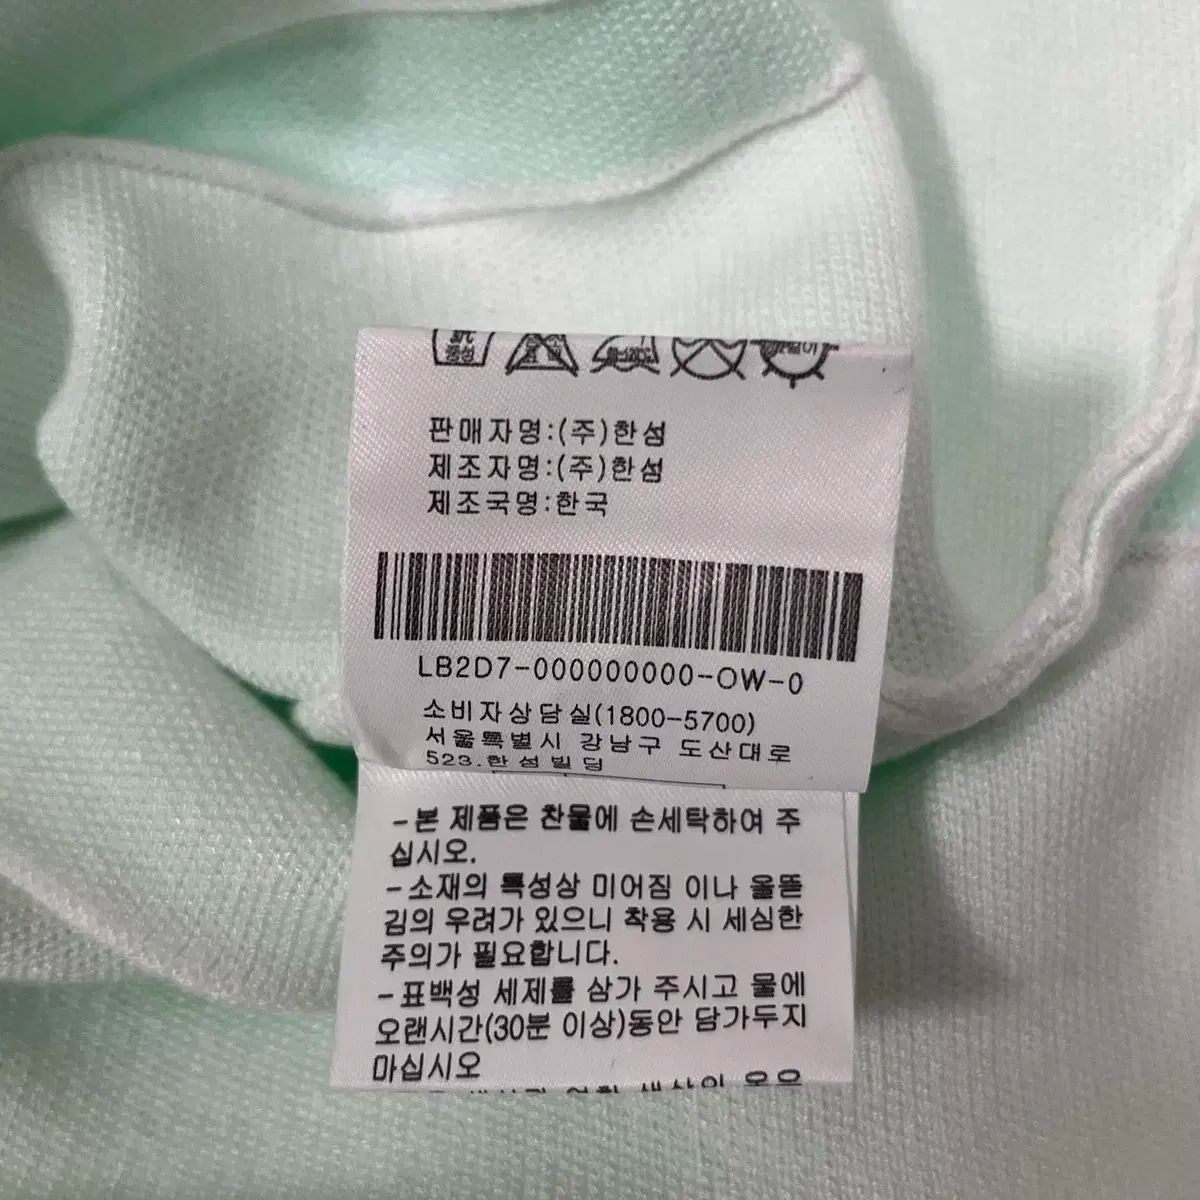 중성
판매자명:(주)한섬
제조자명:(주)한섬
제조국명:한국
LB2D7-000000000-OW-0
소비자상담실(1800-5700)
서울특별시 강남구 도산대로
523.한섬빌딩
-본 제품은 찬물에 손세탁하여 주
십시오.
-소재의 특성상 미어짐 이나 올뜯
김의 우려가 있으니 착용 시 세심한
주의가 필요합니다.
-표백성 세제를 삼가 주시고 물에
오랜시간(30분 이상)동안 담가두지
마십시오